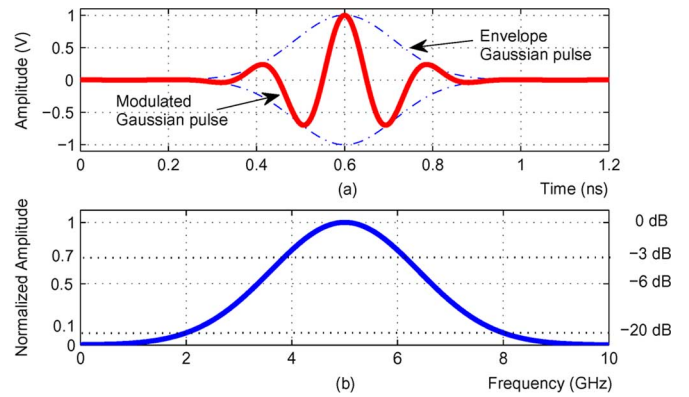 Amplitude (V)
1
0.5
0
−0.5
−1
Envelope
Gaussian pulse
Modulated
Gaussian pulse
0 0.2 0.4 0.6 0.8 1 1.2
(a)
Time (ns)
Normalized Amplitude
1
0.7
0.5
0.1
0
0 dB
−3 dB
−6 dB
−20 dB
0 2 4 6 8 10
(b)
Frequency (GHz)